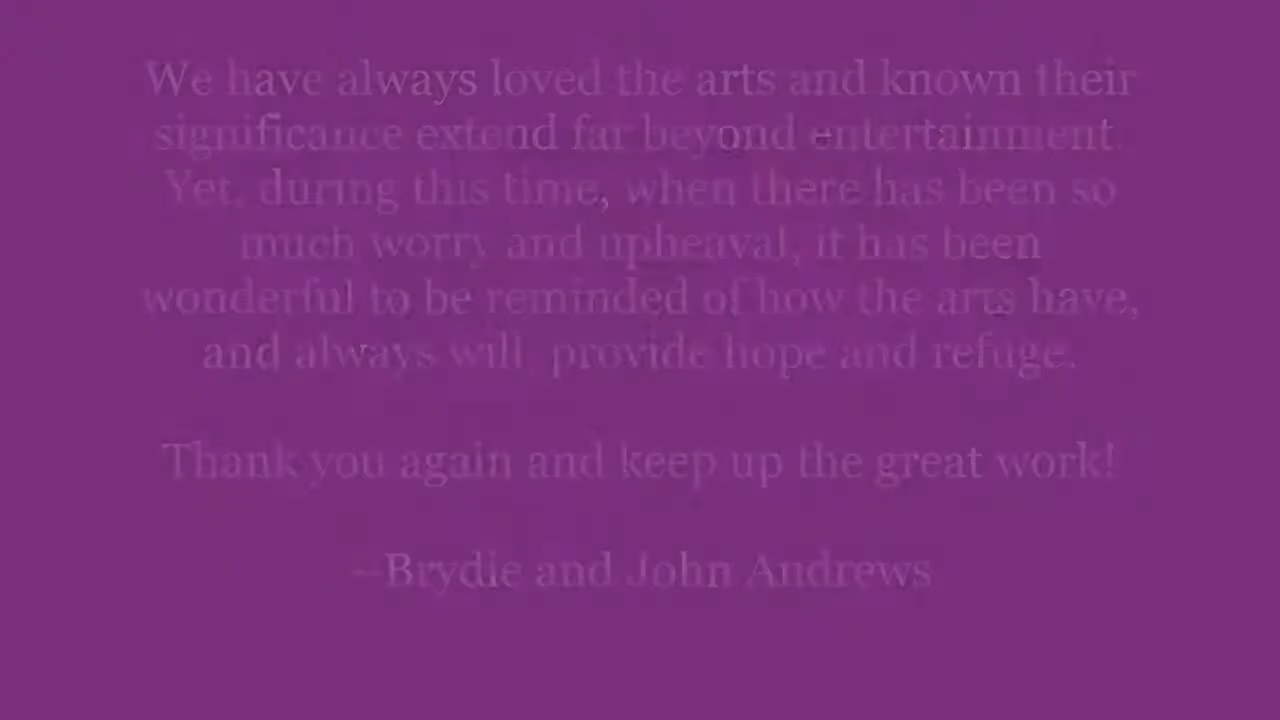 We have always loved the arts and known their
significance extend far beyond entertainment.
Yet, during this time, when there has been so
much worry and upheaval, it has been
wonderful to be reminded of how the arts have,
and always will, provide hope and refuge.
Thank you again and keep up the great work!
--Brydie and John Andrews